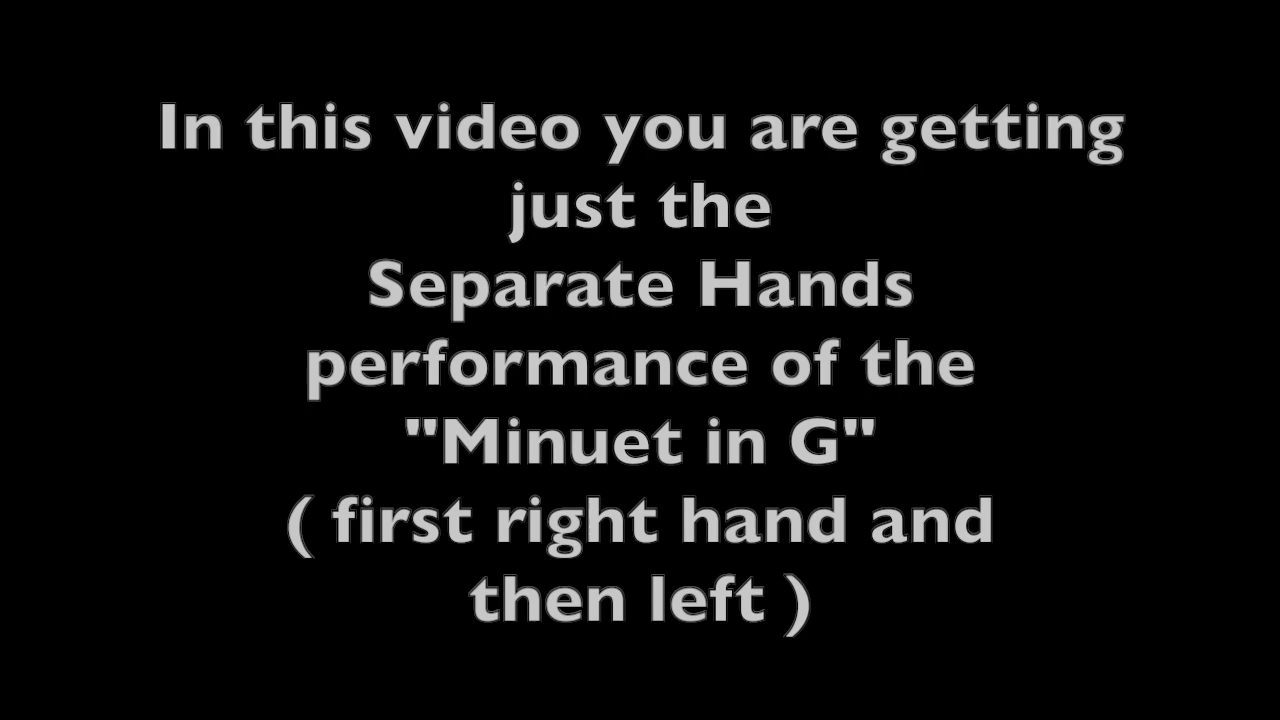 In this video you are getting
just the
Separate Hands
performance of the
"Minuet in G"
( first right hand and
then left )